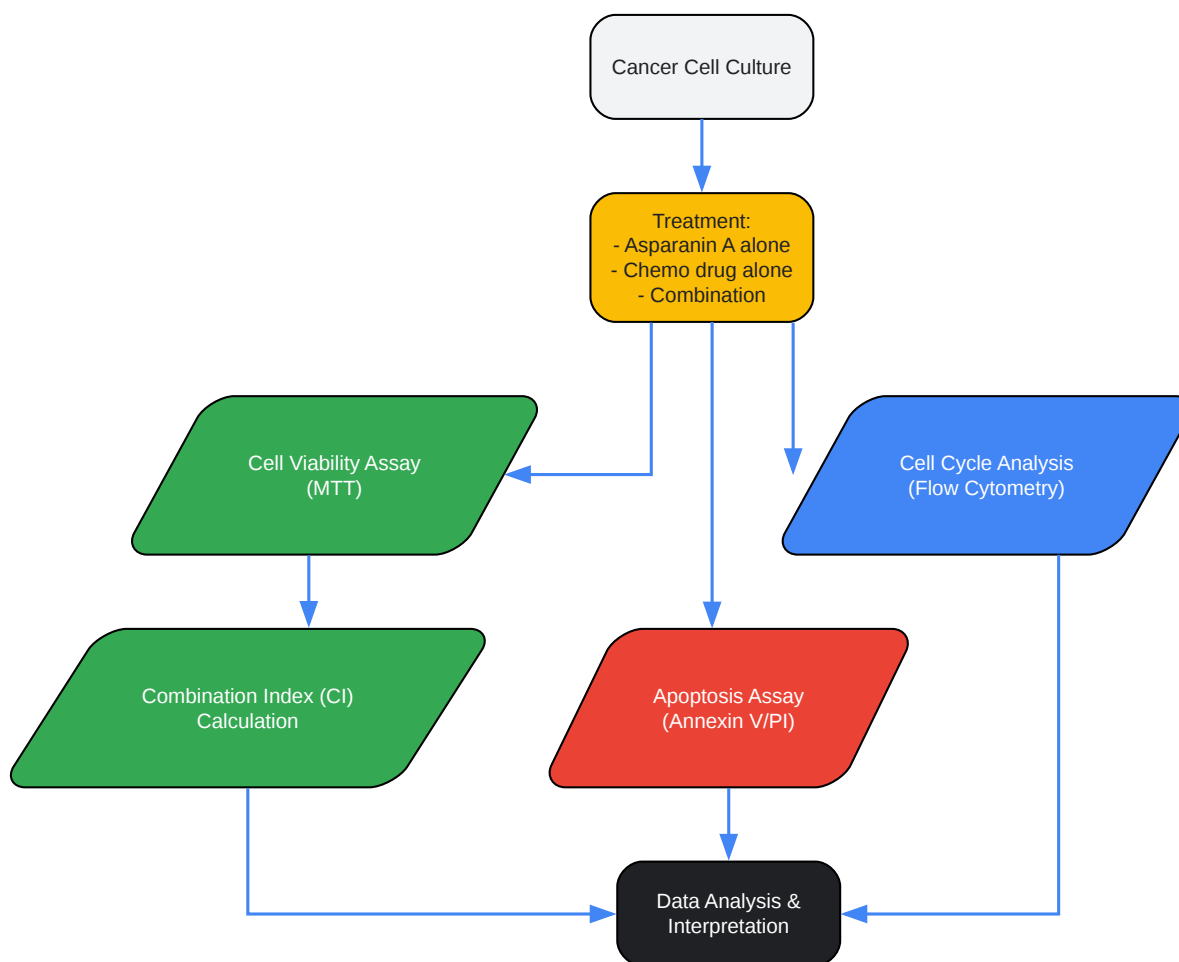 Cancer Cell Culture
Treatment:
- Asparanin A alone
- Chemo drug alone
- Combination
Cell Viability Assay
(MTT)
Cell Cycle Analysis
(Flow Cytometry)
Combination Index (CI)
Calculation
Apoptosis Assay
(Annexin V/PI)
Data Analysis &
Interpretation